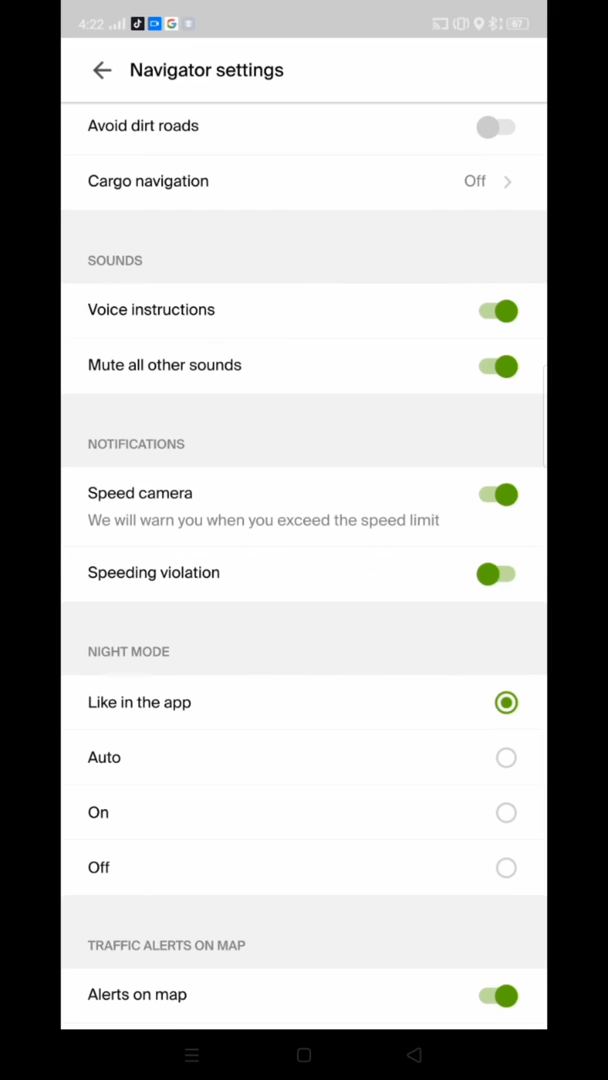 4:22
67
Navigator settings
Avoid dirt roads
Cargo navigation Off
SOUNDS
Voice instructions
Mute all other sounds
NOTIFICATIONS
Speed camera
We will warn you when you exceed the speed limit
Speeding violation
NIGHT MODE
Like in the app
Auto
On
Off
TRAFFIC ALERTS ON MAP
Alerts on map